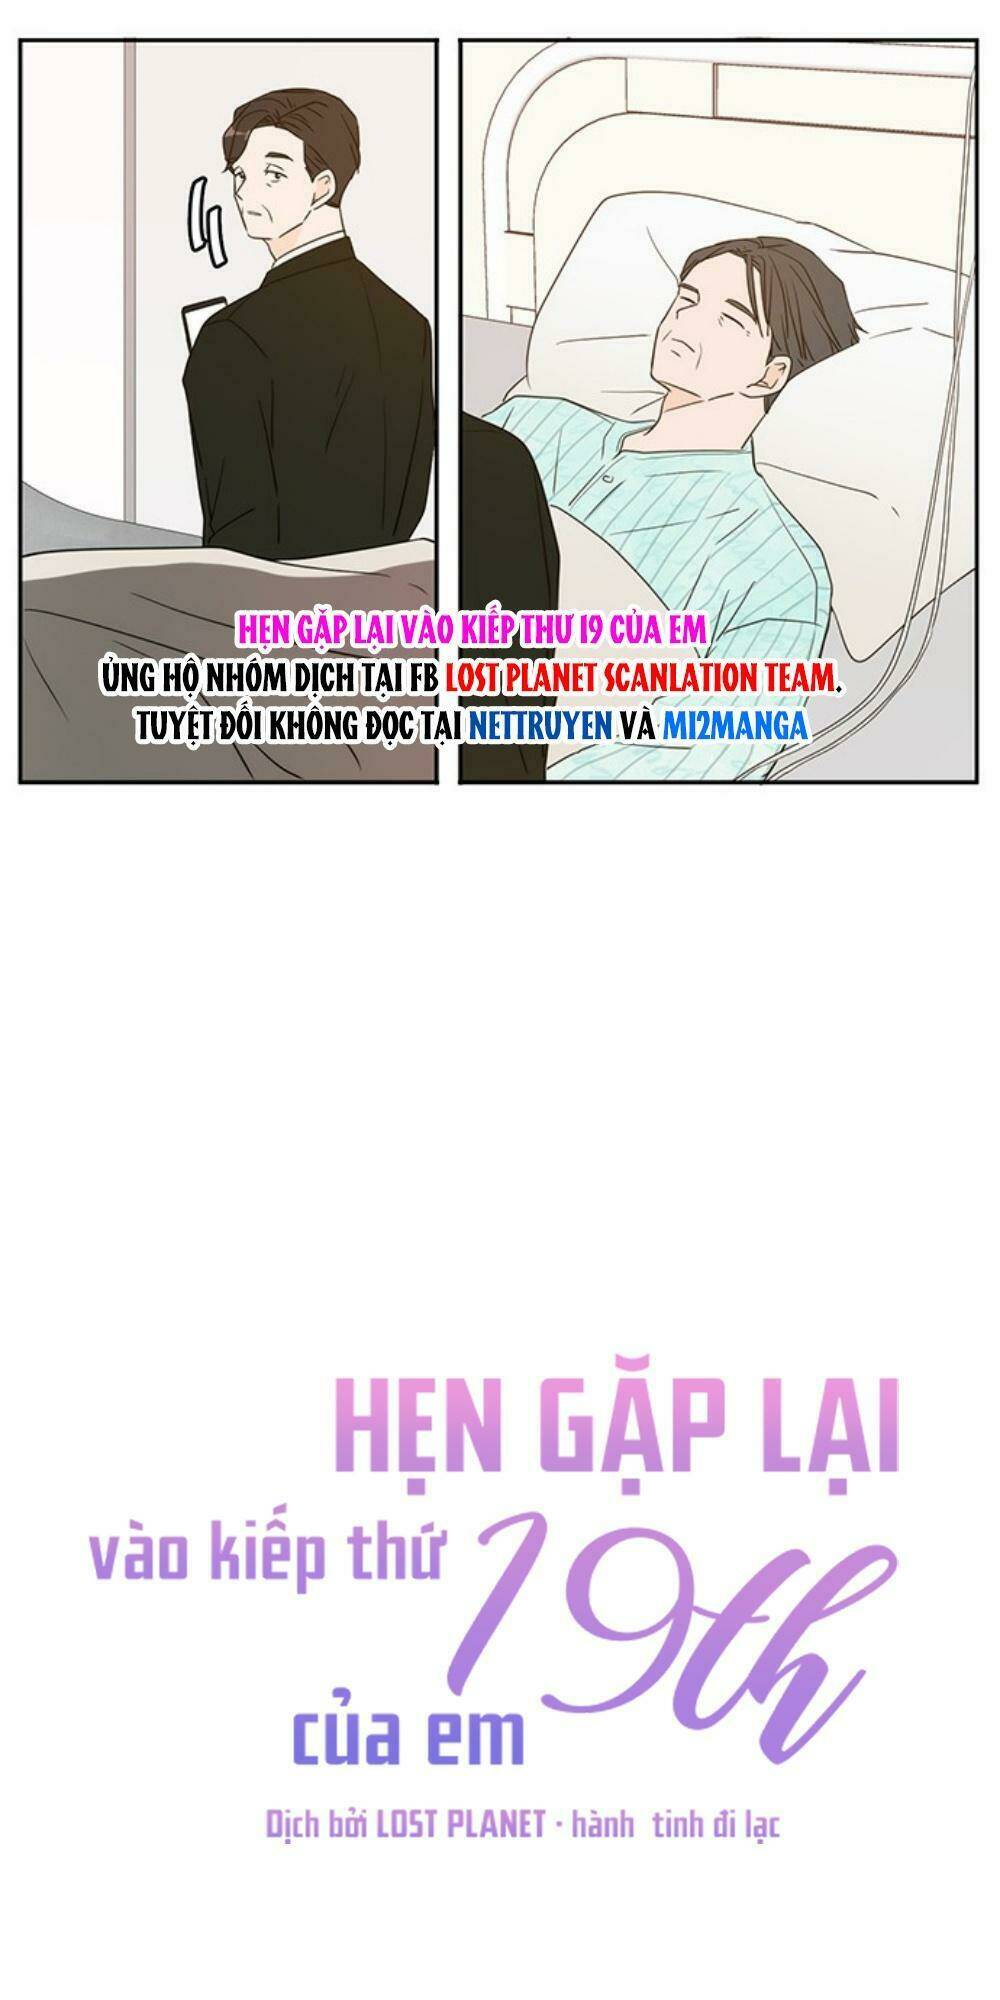 HẸN GẶP LẠI VÀO KIẾP THƯ 19 CỦA EM
ỦNG HỘ NHÓM DỊCH TẠI FB LOST PLANET SCANLATION TEAM.
TUYỆT ĐỐI KHÔNG ĐỌC TẠI NETTRUYEN VÀ MI2MANGA
HẸN GẶP LẠI
vào kiếp thứ 19th
của em
Dịch bởi LOST PLANET · hành tinh đi lạc